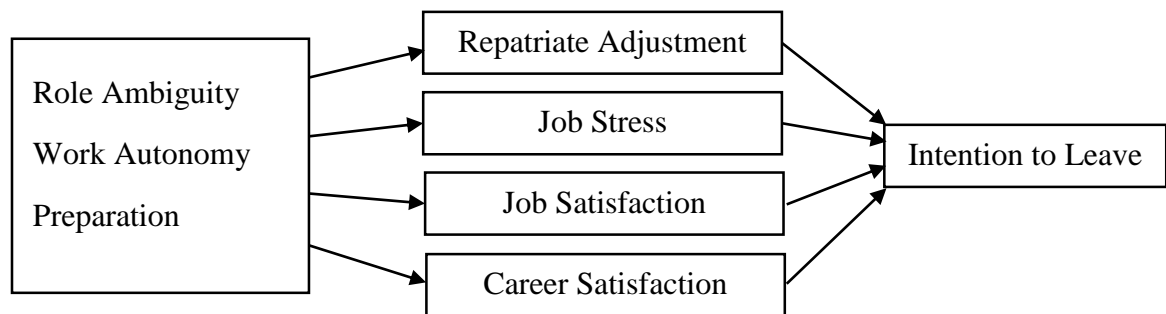 Role Ambiguity
Work Autonomy
Preparation
Repatriate Adjustment
Job Stress
Job Satisfaction
Career Satisfaction
Intention to Leave